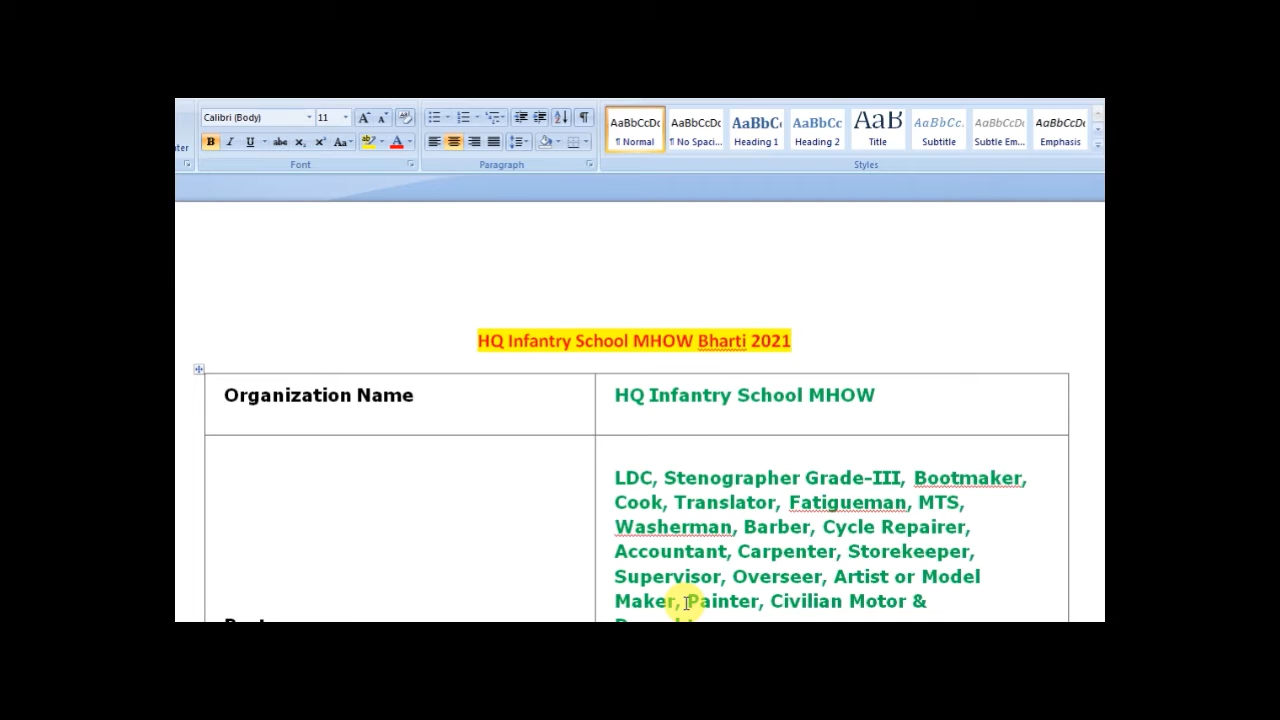 Calibri (Body) 11
B I U abc Aa
Font
Paragraph
AaBbCcDc AaBbCcDc AaBbC AaBbCc AaB AaBbCc. AaBbCcDc AaBbCcDc
¶ Normal ¶ No Spaci... Heading 1 Heading 2 Title Subtitle Subtle Em... Emphasis
Styles
HQ Infantry School MHOW Bharti 2021
Organization Name
HQ Infantry School MHOW
LDC, Stenographer Grade-III, Bootmaker,
Cook, Translator, Fatigueman, MTS,
Washerman, Barber, Cycle Repairer,
Accountant, Carpenter, Storekeeper,
Supervisor, Overseer, Artist or Model
Maker, Painter, Civilian Motor &